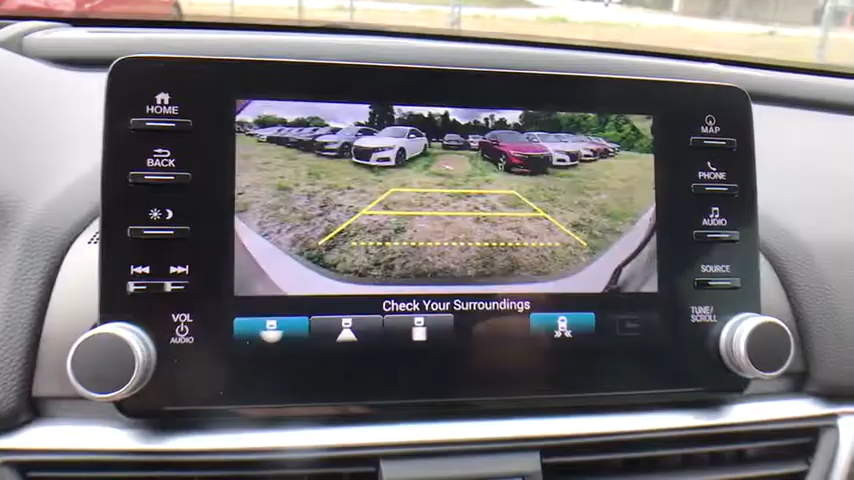 HOME
BACK
VOL
AUDIO
MAP
PHONE
AUDIO
SOURCE
TUNE/
SCROLL
Check Your Surroundings